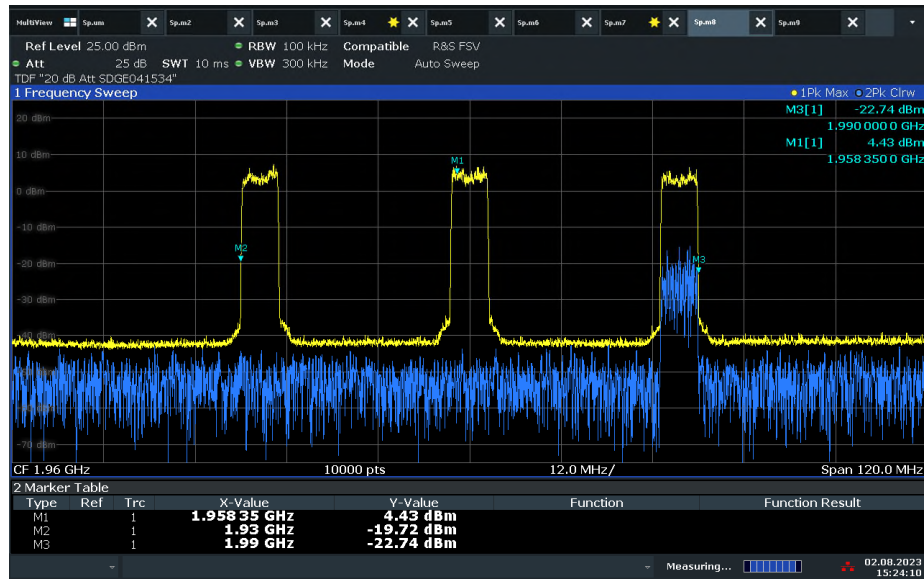 MultiView Sp.um Sp.m2 Sp.m3 Sp.m4 Sp.m5 Sp.m6 Sp.m7 Sp.m8 Sp.m9
Ref Level 25.00 dBm RBW 100 kHz Compatible R&S FSV
Att 25 dB SWT 10 ms VBW 300 kHz Mode Auto Sweep
TDF "20 dB Att SDGE041534"
1 Frequency Sweep 1Pk Max 2Pk Clrw
M3[1] -22.74 dBm
1.990 000 0 GHz
M1[1] 4.43 dBm
1.958 350 0 GHz
20 dBm
10 dBm
M1
0 dBm
-10 dBm
M2
-20 dBm
M3
-30 dBm
-40 dBm
-70 dBm
CF 1.96 GHz 10000 pts 12.0 MHz/ Span 120.0 MHz
2 Marker Table
Type Ref Trc X-Value Y-Value Function Function Result
M1 1 1.958 35 GHz 4.43 dBm
M2 1 1.93 GHz -19.72 dBm
M3 1 1.99 GHz -22.74 dBm
Measuring... 02.08.2023
15:24:10